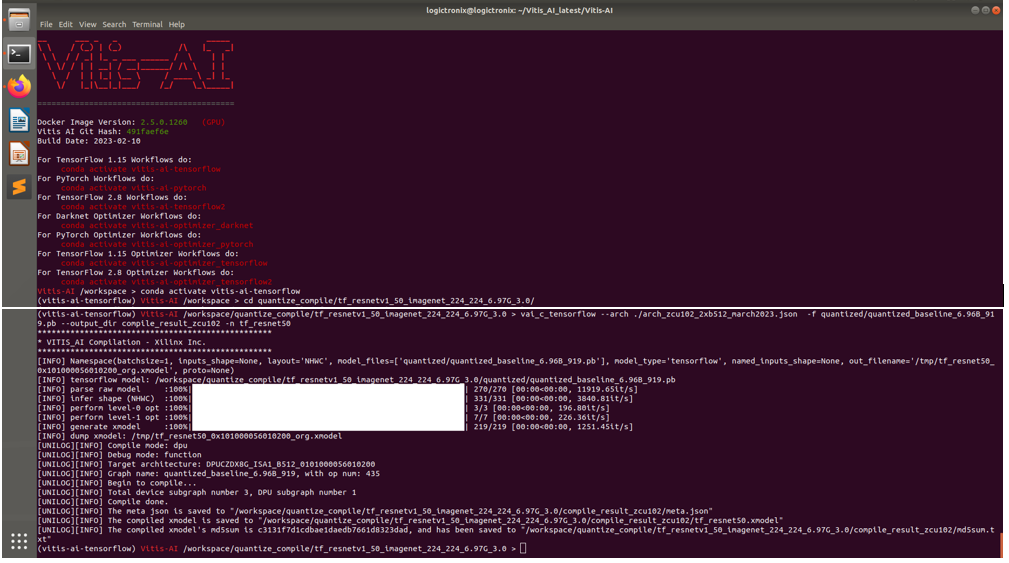 logictronix@logictronix: ~/Vitis_AI_latest/Vitis-AI
File Edit View Search Terminal Help
Vitis-AI
==========================================
Docker Image Version: 2.5.0.1260 (GPU)
Vitis AI Git Hash: 491faef6e
Build Date: 2023-02-10
For TensorFlow 1.15 Workflows do:
conda activate vitis-ai-tensorflow
For PyTorch Workflows do:
conda activate vitis-ai-pytorch
For TensorFlow 2.8 Workflows do:
conda activate vitis-ai-tensorflow2
For Darknet Optimizer Workflows do:
conda activate vitis-ai-optimizer_darknet
For PyTorch Optimizer Workflows do:
conda activate vitis-ai-optimizer_pytorch
For TensorFlow 1.15 Optimizer Workflows do:
conda activate vitis-ai-optimizer_tensorflow
For TensorFlow 2.8 Optimizer Workflows do:
conda activate vitis-ai-optimizer_tensorflow2
Vitis-AI /workspace > conda activate vitis-ai-tensorflow
(vitis-ai-tensorflow) Vitis-AI /workspace > cd quantize_compile/tf_resnetv1_50_imagenet_224_224_6.97G_3.0/
(vitis-ai-tensorflow) Vitis-AI /workspace/quantize_compile/tf_resnetv1_50_imagenet_224_224_6.97G_3.0 > vai_c_tensorflow --arch ./arch_zcu102_2xb512_march2023.json -f quantized/quantized_baseline_6.96B_91
9.pb --output_dir compile_result_zcu102 -n tf_resnet50
**************************************************
* VITIS_AI Compilation - Xilinx Inc.
**************************************************
[INFO] Namespace(batchsize=1, inputs_shape=None, layout='NHWC', model_files=['quantized/quantized_baseline_6.96B_919.pb'], model_type='tensorflow', named_inputs_shape=None, out_filename='/tmp/tf_resnet50_
0x101000056010200_org.xmodel', proto=None)
[INFO] tensorflow model: /workspace/quantize_compile/tf_resnetv1_50_imagenet_224_224_6.97G_3.0/quantized/quantized_baseline_6.96B_919.pb
[INFO] parse raw model :100%| | 270/270 [00:00<00:00, 11919.65it/s]
[INFO] infer shape (NHWC) :100%| | 331/331 [00:00<00:00, 3840.81it/s]
[INFO] perform level-0 opt :100%| | 3/3 [00:00<00:00, 196.80it/s]
[INFO] perform level-1 opt :100%| | 7/7 [00:00<00:00, 226.36it/s]
[INFO] generate xmodel :100%| | 219/219 [00:00<00:00, 1251.45it/s]
[INFO] dump xmodel: /tmp/tf_resnet50_0x101000056010200_org.xmodel
[UNILOG][INFO] Compile mode: dpu
[UNILOG][INFO] Debug mode: function
[UNILOG][INFO] Target architecture: DPUCZDX8G_ISA1_B512_0101000056010200
[UNILOG][INFO] Graph name: quantized_baseline_6.96B_919, with op num: 435
[UNILOG][INFO] Begin to compile...
[UNILOG][INFO] Total device subgraph number 3, DPU subgraph number 1
[UNILOG][INFO] Compile done.
[UNILOG][INFO] The meta json is saved to "/workspace/quantize_compile/tf_resnetv1_50_imagenet_224_224_6.97G_3.0/compile_result_zcu102/meta.json"
[UNILOG][INFO] The compiled xmodel is saved to "/workspace/quantize_compile/tf_resnetv1_50_imagenet_224_224_6.97G_3.0/compile_result_zcu102/tf_resnet50.xmodel"
[UNILOG][INFO] The compiled xmodel's md5sum is c3131f7d1cdbae1daedb7661d8323dad, and has been saved to "/workspace/quantize_compile/tf_resnetv1_50_imagenet_224_224_6.97G_3.0/compile_result_zcu102/md5sum.t
xt"
(vitis-ai-tensorflow) Vitis-AI /workspace/quantize_compile/tf_resnetv1_50_imagenet_224_224_6.97G_3.0 >